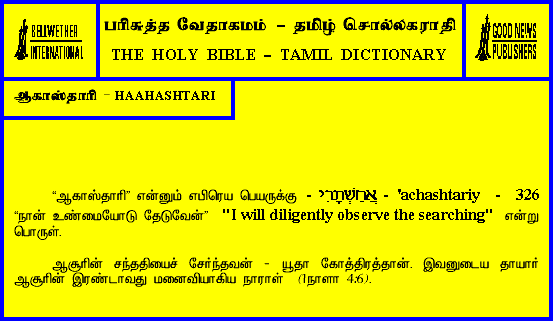 BELLWETHER
INTERNATIONAL
பரிசுத்த வேதாகமம் – தமிழ் சொல்லகராதி
THE HOLY BIBLE – TAMIL DICTIONARY
GOOD NEWS
PUBLISHERS
ஆகாஸ்தாரி – HAAHASHTARI
“ஆகாஸ்தாரி” என்னும் எபிரெய பெயருக்கு - אֲחַשְׁתָּרִי - 'achashtariy - 326
“நான் உண்மையோடு தேடுவேன்” "I will diligently observe the searching" என்று
பொருள்.
ஆசூரின் சந்ததியைச் சேர்ந்தவன் - யூதா கோத்திரத்தான். இவனுடைய தாயார்
ஆசூரின் இரண்டாவது மனைவியாகிய நாராள் (1நாளா 4:6).